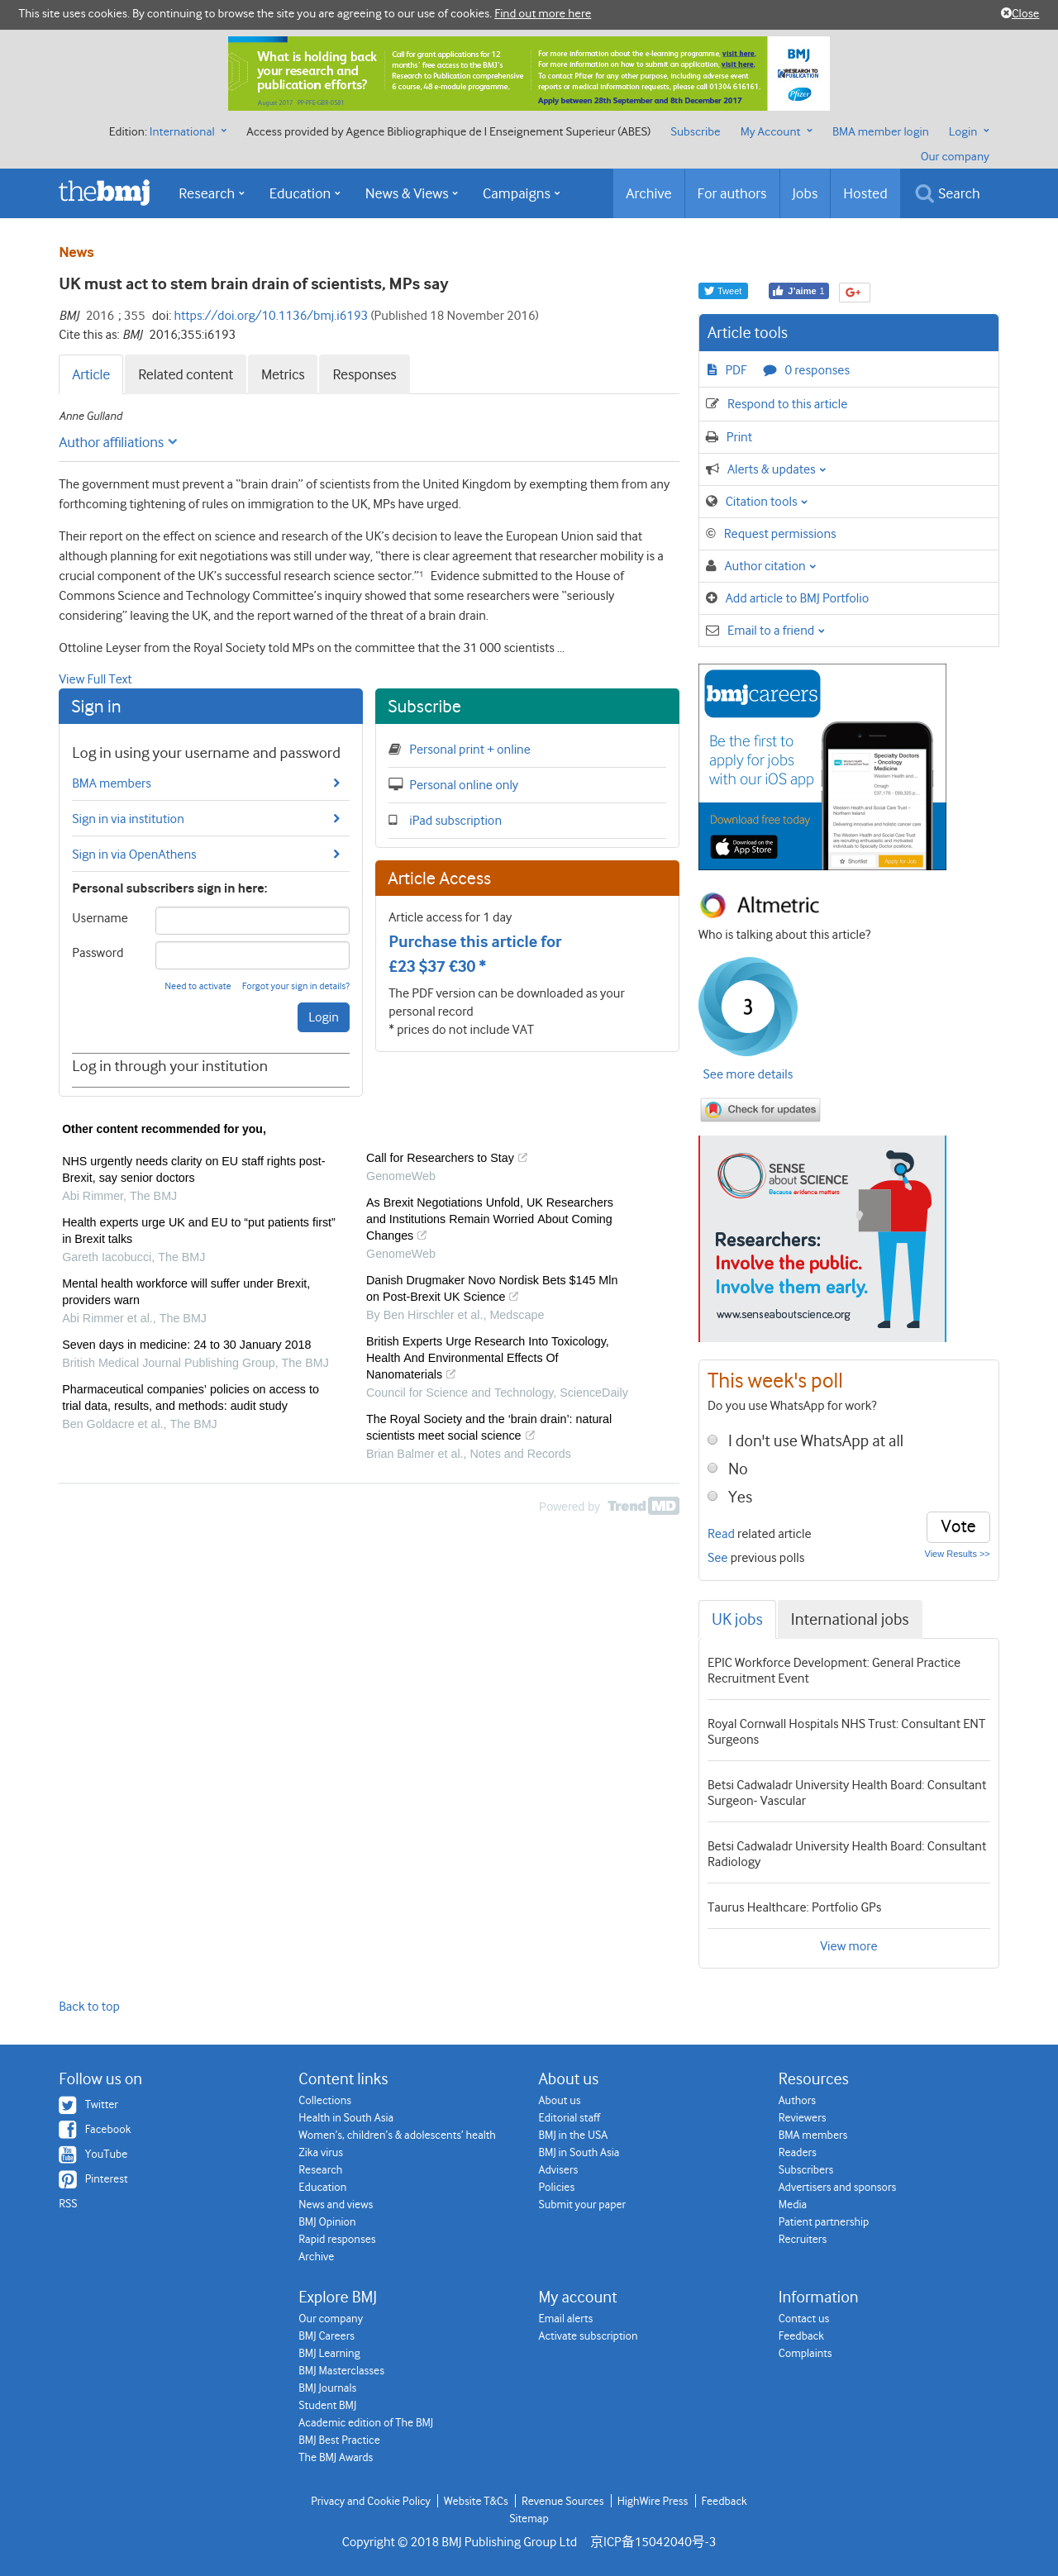 This site uses cookies. By continuing to browse the site you are agreeing to our use of cookies. Find out more here
Close
What is holding back
your research and
publication efforts?
August 2017 PP-PFE-GBR-0581
Call for grant applications for 12
months' free access to the BMJ's
Research to Publication comprehensive
6 course, 48 e-module programme.
For more information about the e-learning programme, visit here.
For more information on how to submit an application, visit here.
To contact Pfizer for any other purpose, including adverse event
reports or medical information requests, please call 01304 616161.
Apply between 28th September and 8th December 2017
BMJ
RESEARCH TO
PUBLICATION
Pfizer
Edition: International
Access provided by Agence Bibliographique de l Enseignement Superieur (ABES)
Subscribe
My Account
BMA member login
Login
Our company
thebmj
Research
Education
News & Views
Campaigns
Archive
For authors
Jobs
Hosted
Search
News
UK must act to stem brain drain of scientists, MPs say
BMJ 2016 ; 355 doi: https://doi.org/10.1136/bmj.i6193 (Published 18 November 2016)
Cite this as: BMJ 2016;355:i6193
Article
Related content
Metrics
Responses
Anne Gulland
Author affiliations
The government must prevent a “brain drain” of scientists from the United Kingdom by exempting them from any
forthcoming tightening of rules on immigration to the UK, MPs have urged.
Their report on the effect on science and research of the UK’s decision to leave the European Union said that
although planning for exit negotiations was still under way, “there is clear agreement that researcher mobility is a
crucial component of the UK’s successful research science sector.”1 Evidence submitted to the House of
Commons Science and Technology Committee’s inquiry showed that some researchers were “seriously
considering” leaving the UK, and the report warned of the threat of a brain drain.
Ottoline Leyser from the Royal Society told MPs on the committee that the 31 000 scientists ...
View Full Text
Sign in
Log in using your username and password
BMA members
Sign in via institution
Sign in via OpenAthens
Personal subscribers sign in here:
Username
Password
Need to activate
Forgot your sign in details?
Login
Log in through your institution
Subscribe
Personal print + online
Personal online only
iPad subscription
Article Access
Article access for 1 day
Purchase this article for
£23 $37 €30 *
The PDF version can be downloaded as your
personal record
* prices do not include VAT
Other content recommended for you,
NHS urgently needs clarity on EU staff rights post-
Brexit, say senior doctors
Abi Rimmer, The BMJ
Health experts urge UK and EU to “put patients first”
in Brexit talks
Gareth Iacobucci, The BMJ
Mental health workforce will suffer under Brexit,
providers warn
Abi Rimmer et al., The BMJ
Seven days in medicine: 24 to 30 January 2018
British Medical Journal Publishing Group, The BMJ
Pharmaceutical companies’ policies on access to
trial data, results, and methods: audit study
Ben Goldacre et al., The BMJ
Call for Researchers to Stay
GenomeWeb
As Brexit Negotiations Unfold, UK Researchers
and Institutions Remain Worried About Coming
Changes
GenomeWeb
Danish Drugmaker Novo Nordisk Bets $145 Mln
on Post-Brexit UK Science
By Ben Hirschler et al., Medscape
British Experts Urge Research Into Toxicology,
Health And Environmental Effects Of
Nanomaterials
Council for Science and Technology, ScienceDaily
The Royal Society and the ‘brain drain’: natural
scientists meet social science
Brian Balmer et al., Notes and Records
Powered by TrendMD
Tweet
J'aime 1
G+
Article tools
PDF
0 responses
Respond to this article
Print
Alerts & updates
Citation tools
© Request permissions
Author citation
Add article to BMJ Portfolio
Email to a friend
bmjcareers
Be the first to
apply for jobs
with our iOS app
Download free today
Download on the
App Store
Specialty Doctors
- Oncology
Medicine
Western Health and...
Omagh
Western Health and Social Care Trust -
Northern Ireland
Delivering innovative and holistic cancer care
The Western Health and Social Care Trust
Shortlist
Apply for Job
Altmetric
Who is talking about this article?
3
See more details
Check for updates
SENSE
about SCIENCE
Because evidence matters
Researchers:
Involve the public.
Involve them early.
www.senseaboutscience.org
This week's poll
Do you use WhatsApp for work?
I don't use WhatsApp at all
No
Yes
Vote
Read related article
View Results >>
See previous polls
UK jobs
International jobs
EPIC Workforce Development: General Practice
Recruitment Event
Royal Cornwall Hospitals NHS Trust: Consultant ENT
Surgeons
Betsi Cadwaladr University Health Board: Consultant
Surgeon- Vascular
Betsi Cadwaladr University Health Board: Consultant
Radiology
Taurus Healthcare: Portfolio GPs
View more
Back to top
Follow us on
Twitter
Facebook
YouTube
Pinterest
RSS
Content links
Collections
Health in South Asia
Women’s, children’s & adolescents’ health
Zika virus
Research
Education
News and views
BMJ Opinion
Rapid responses
Archive
About us
About us
Editorial staff
BMJ in the USA
BMJ in South Asia
Advisers
Policies
Submit your paper
Resources
Authors
Reviewers
BMA members
Readers
Subscribers
Advertisers and sponsors
Media
Patient partnership
Recruiters
Explore BMJ
Our company
BMJ Careers
BMJ Learning
BMJ Masterclasses
BMJ Journals
Student BMJ
Academic edition of The BMJ
BMJ Best Practice
The BMJ Awards
My account
Email alerts
Activate subscription
Information
Contact us
Feedback
Complaints
Privacy and Cookie Policy | Website T&Cs | Revenue Sources | HighWire Press | Feedback
Sitemap
Copyright © 2018 BMJ Publishing Group Ltd 京ICP备15042040号-3